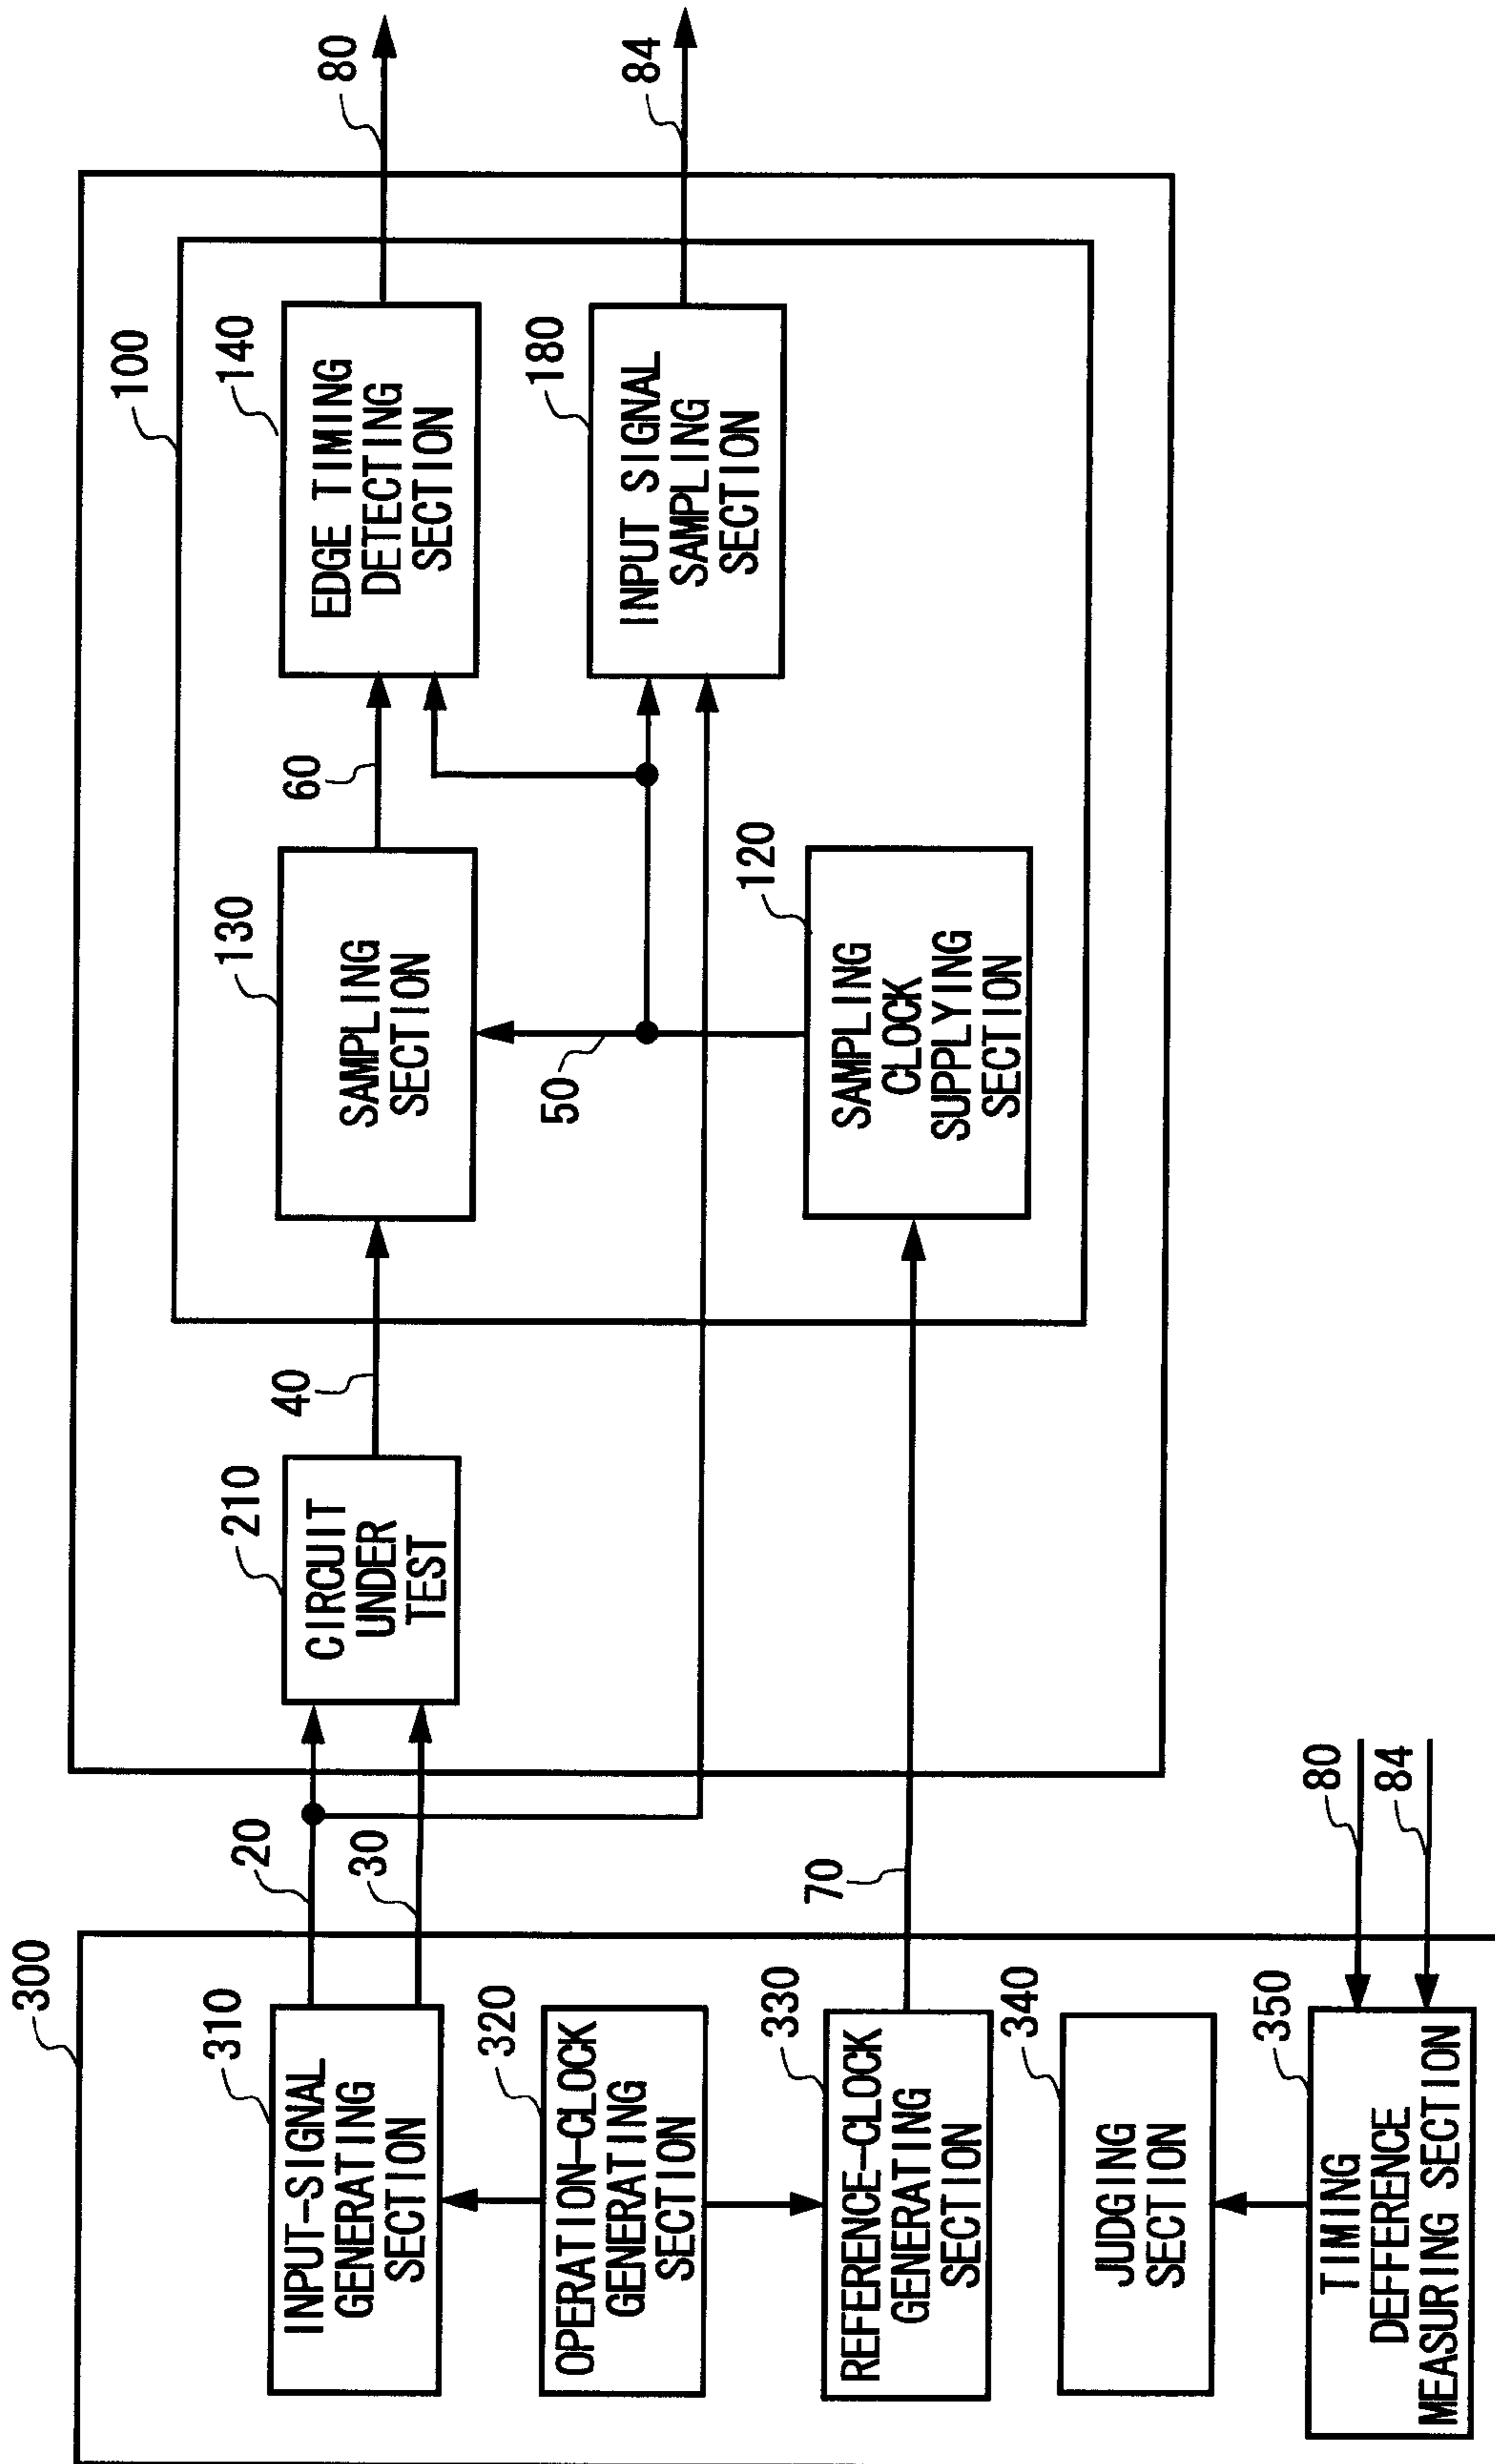 300
310
INPUT-SIGNAL
GENERATING
SECTION
320
OPERATION-CLOCK
GENERATING
SECTION
330
REFERENCE-CLOCK
GENERATING
SECTION
340
JUDGING
SECTION
350
TIMING
DEFFERENCE
MEASURING SECTION
20
30
70
80
84
210
CIRCUIT
UNDER
TEST
40
100
130
SAMPLING
SECTION
50
60
120
SAMPLING
CLOCK
SUPPLYING
SECTION
140
EDGE TIMING
DETECTING
SECTION
180
INPUT SIGNAL
SAMPLING
SECTION
80
84